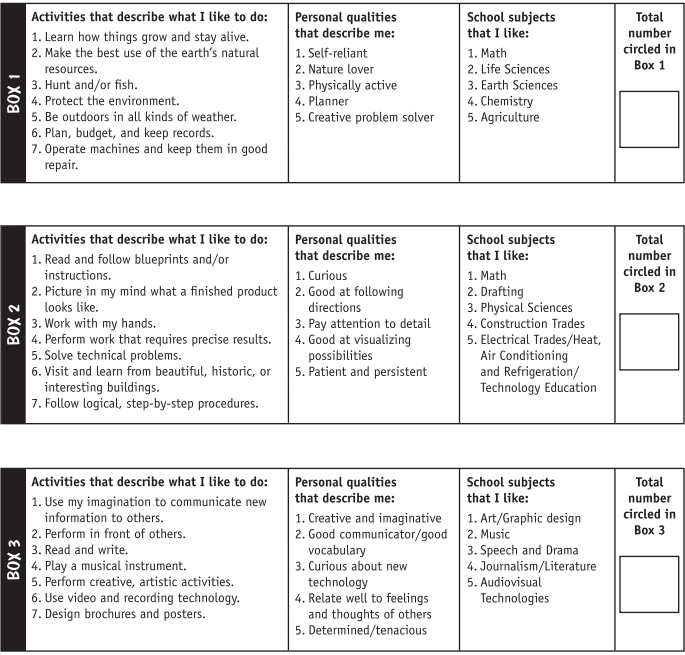 BOX 1
Activities that describe what I like to do:
1. Learn how things grow and stay alive.
2. Make the best use of the earth's natural
resources.
3. Hunt and/or fish.
4. Protect the environment.
5. Be outdoors in all kinds of weather.
6. Plan, budget, and keep records.
7. Operate machines and keep them in good
repair.
Personal qualities
that describe me:
1. Self-reliant
2. Nature lover
3. Physically active
4. Planner
5. Creative problem solver
School subjects
that I like:
1. Math
2. Life Sciences
3. Earth Sciences
4. Chemistry
5. Agriculture
Total
number
circled in
Box 1
BOX 2
Activities that describe what I like to do:
1. Read and follow blueprints and/or
instructions.
2. Picture in my mind what a finished product
looks like.
3. Work with my hands.
4. Perform work that requires precise results.
5. Solve technical problems.
6. Visit and learn from beautiful, historic, or
interesting buildings.
7. Follow logical, step-by-step procedures.
Personal qualities
that describe me:
1. Curious
2. Good at following
directions
3. Pay attention to detail
4. Good at visualizing
possibilities
5. Patient and persistent
School subjects
that I like:
1. Math
2. Drafting
3. Physical Sciences
4. Construction Trades
5. Electrical Trades/Heat,
Air Conditioning
and Refrigeration/
Technology Education
Total
number
circled in
Box 2
BOX 3
Activities that describe what I like to do:
1. Use my imagination to communicate new
information to others.
2. Perform in front of others.
3. Read and write.
4. Play a musical instrument.
5. Perform creative, artistic activities.
6. Use video and recording technology.
7. Design brochures and posters.
Personal qualities
that describe me:
1. Creative and imaginative
2. Good communicator/good
vocabulary
3. Curious about new
technology
4. Relate well to feelings
and thoughts of others
5. Determined/tenacious
School subjects
that I like:
1. Art/Graphic design
2. Music
3. Speech and Drama
4. Journalism/Literature
5. Audiovisual
Technologies
Total
number
circled in
Box 3